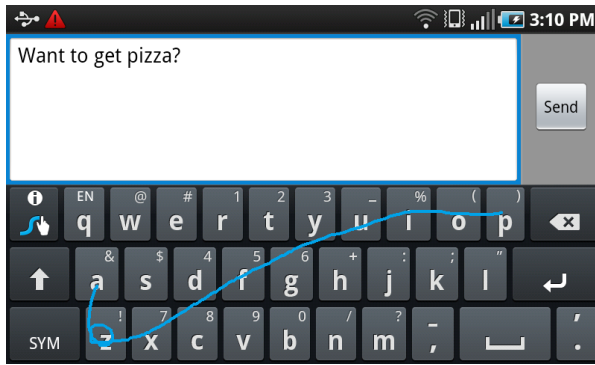 3:10 PM
Want to get pizza?
Send
EN @ # 1 2 3 _ % ( )
q w e r t y u i o p
& $ 4 5 6 + : ; "
a s d f g h j k l
! 7 8 9 0 / ? - '
SYM z x c v b n m , .